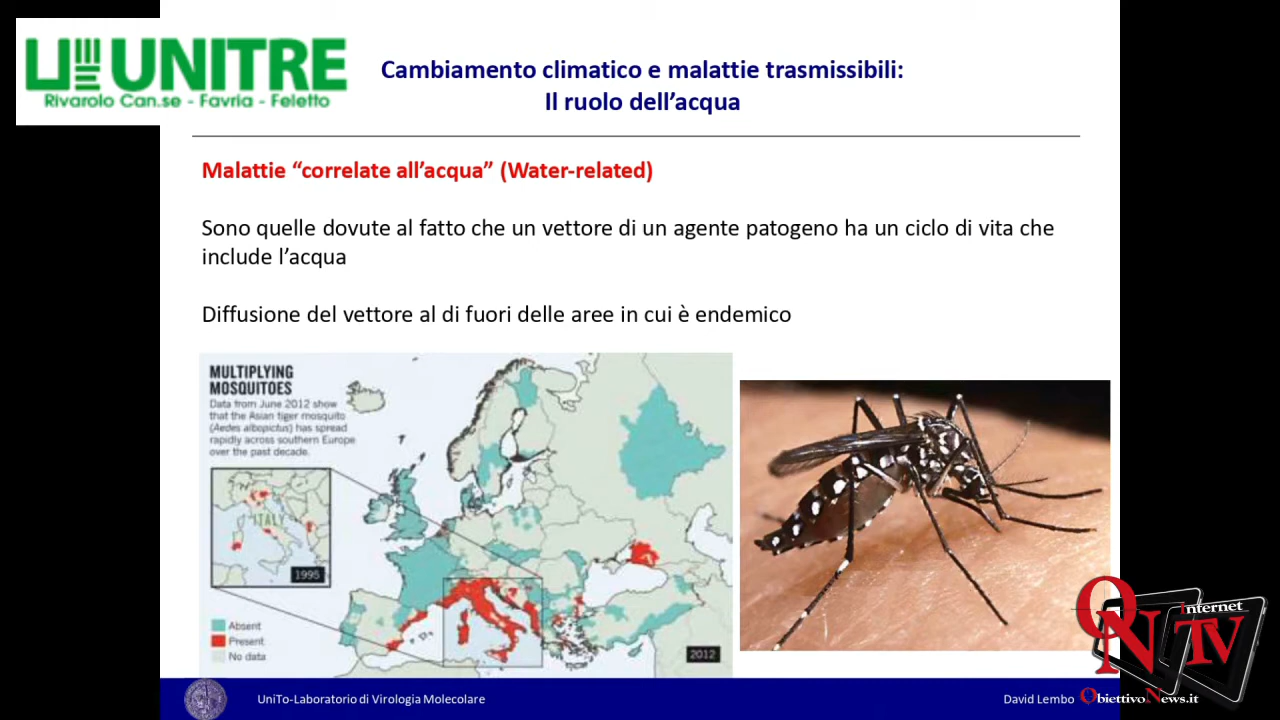 UNITRE
Rivarolo Can.se - Favria - Feletto
Cambiamento climatico e malattie trasmissibili:
Il ruolo dell’acqua
Malattie “correlate all’acqua” (Water-related)
Sono quelle dovute al fatto che un vettore di un agente patogeno ha un ciclo di vita che
include l’acqua
Diffusione del vettore al di fuori delle aree in cui è endemico
MULTIPLYING
MOSQUITOES
Data from June 2012 show
that the Asian tiger mosquito
(Aedes albopictus) has spread
rapidly across southern Europe
over the past decade.
ITALY
1995
Absent
Present
No data
2012
internet
ON TV
UniTo-Laboratorio di Virologia Molecolare
David Lembo
ObiettivoNews.it